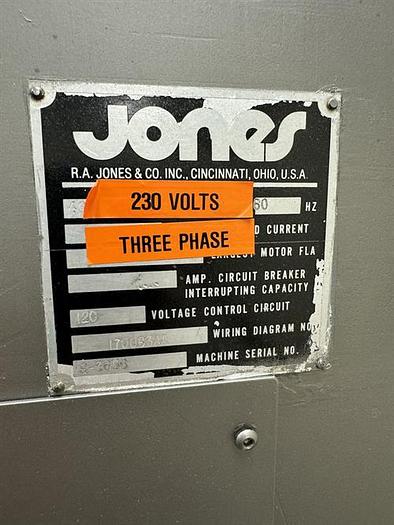 Jones
R.A. JONES & CO. INC., CINCINNATI, OHIO, U.S.A.
230 VOLTS
60 HZ
D CURRENT
THREE PHASE
LARGEST MOTOR FLA
AMP. CIRCUIT BREAKER
INTERRUPTING CAPACITY
120 VOLTAGE CONTROL CIRCUIT
WIRING DIAGRAM NO.
MACHINE SERIAL NO.